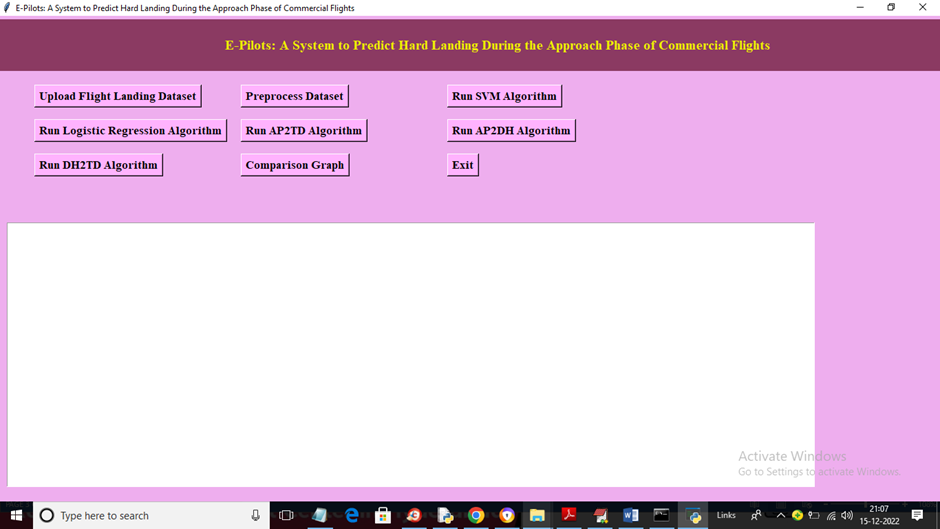 E-Pilots: A System to Predict Hard Landing During the Approach Phase of Commercial Flights
E-Pilots: A System to Predict Hard Landing During the Approach Phase of Commercial Flights
Upload Flight Landing Dataset Preprocess Dataset Run SVM Algorithm
Run Logistic Regression Algorithm Run AP2TD Algorithm Run AP2DH Algorithm
Run DH2TD Algorithm Comparison Graph Exit
Activate Windows
Go to Settings to activate Windows.
Type here to search Links 21:07
15-12-2022